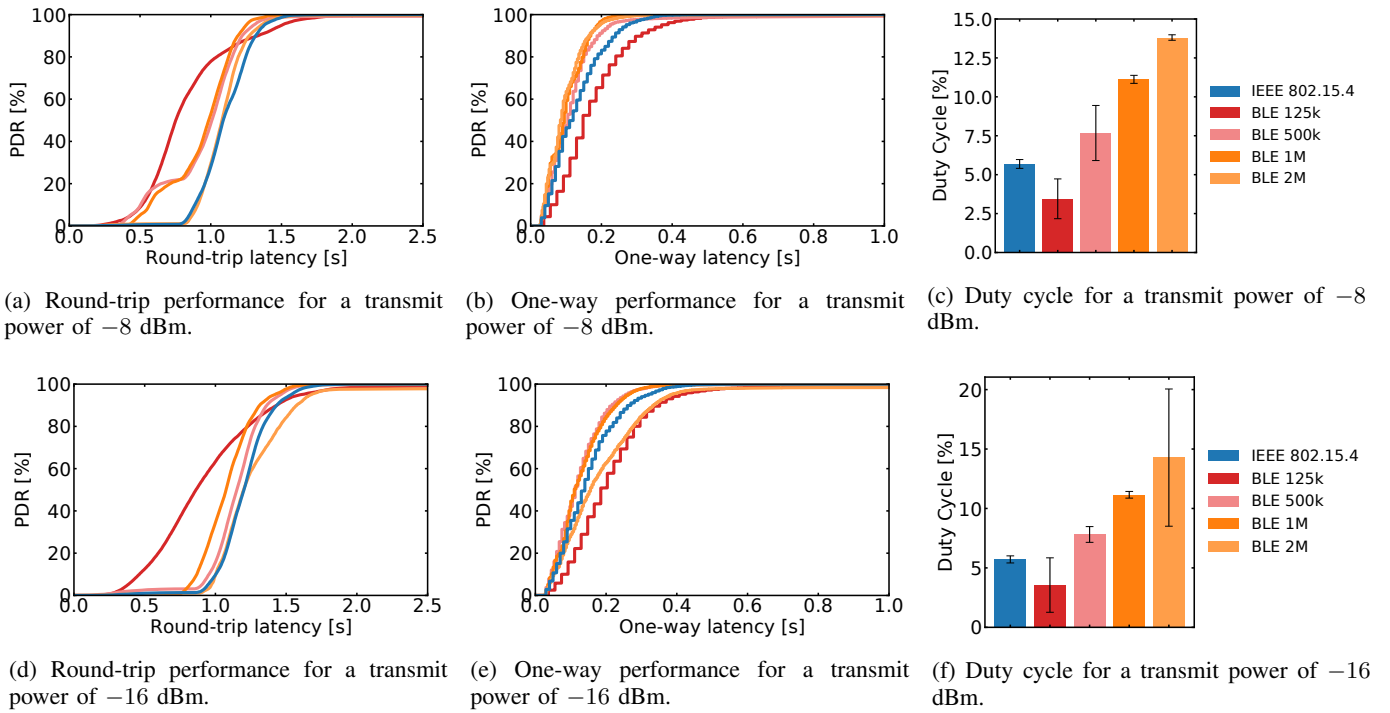 PDR [%]
100
80
60
40
20
0
0.0 0.5 1.0 1.5 2.0 2.5
Round-trip latency [s]
(a) Round-trip performance for a transmit
power of −8 dBm.
PDR [%]
100
80
60
40
20
0
0.0 0.2 0.4 0.6 0.8 1.0
One-way latency [s]
(b) One-way performance for a transmit
power of −8 dBm.
Duty Cycle [%]
15.0
12.5
10.0
7.5
5.0
2.5
0.0
IEEE 802.15.4
BLE 125k
BLE 500k
BLE 1M
BLE 2M
(c) Duty cycle for a transmit power of −8
dBm.
PDR [%]
100
80
60
40
20
0
0.0 0.5 1.0 1.5 2.0 2.5
Round-trip latency [s]
(d) Round-trip performance for a transmit
power of −16 dBm.
PDR [%]
100
80
60
40
20
0
0.0 0.2 0.4 0.6 0.8 1.0
One-way latency [s]
(e) One-way performance for a transmit
power of −16 dBm.
Duty Cycle [%]
20
15
10
5
0
IEEE 802.15.4
BLE 125k
BLE 500k
BLE 1M
BLE 2M
(f) Duty cycle for a transmit power of −16
dBm.